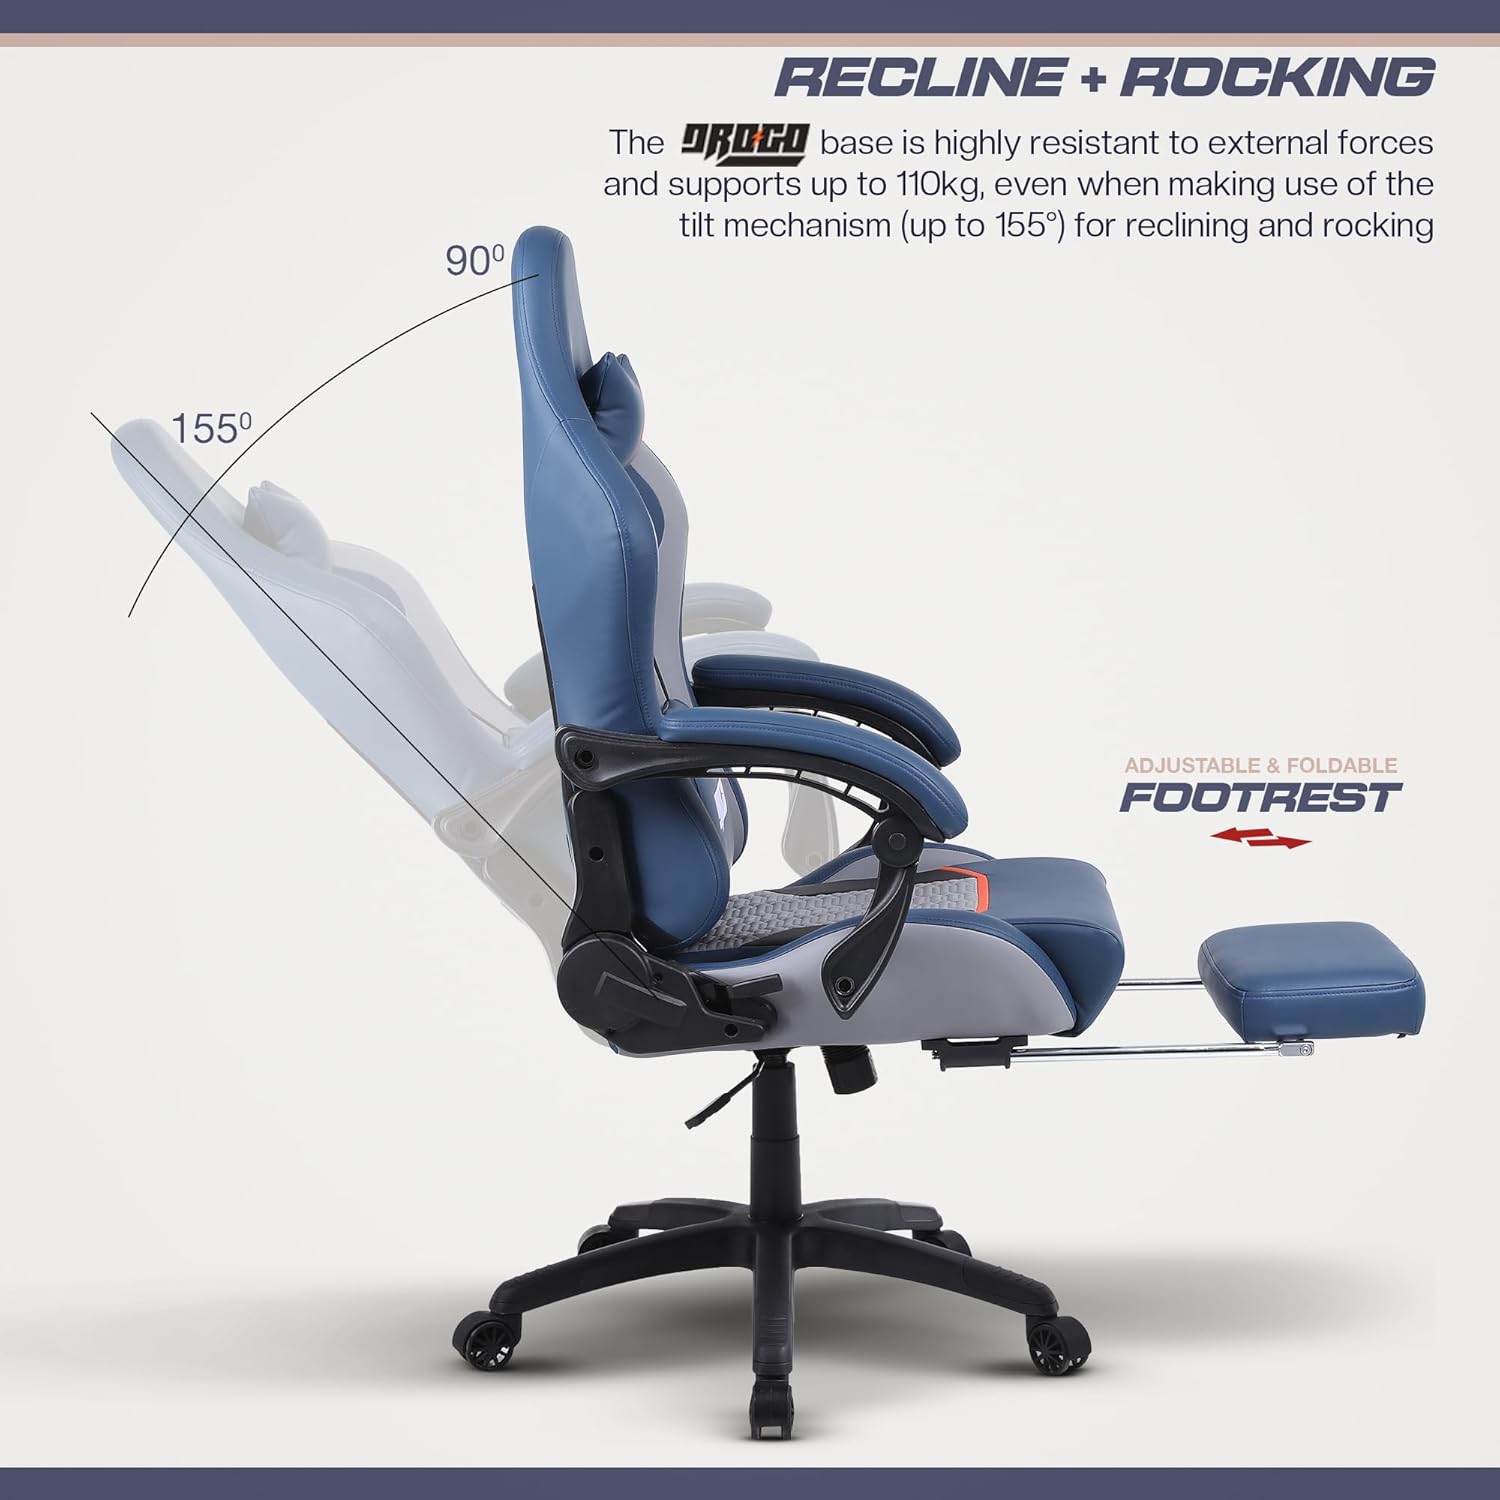 RECLINE + ROCKING
The DROGO base is highly resistant to external forces
and supports up to 110kg, even when making use of the
tilt mechanism (up to 155°) for reclining and rocking
90⁰
155⁰
ADJUSTABLE & FOLDABLE
FOOTREST